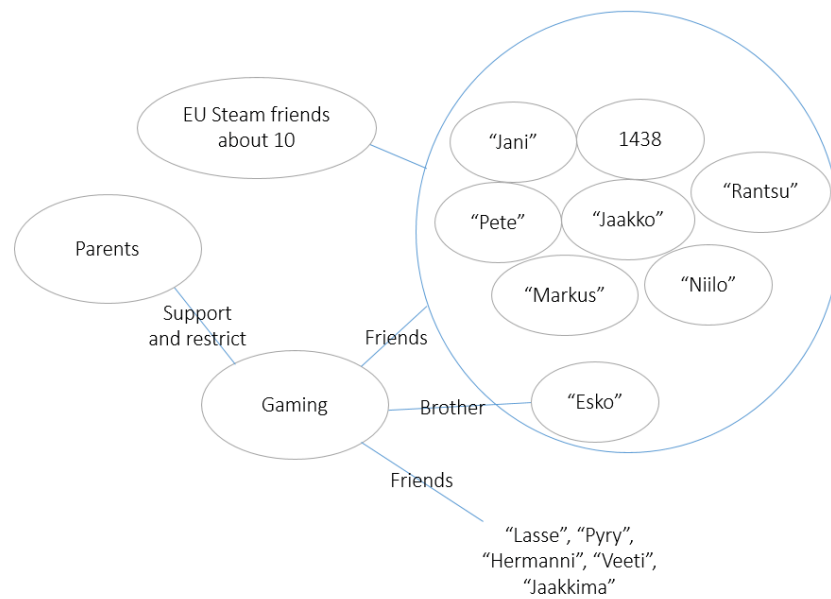 EU Steam friends
about 10
“Jani”
1438
“Rantsu”
“Pete”
“Jaakko”
Parents
“Niilo”
“Markus”
Support
and restrict
Friends
Gaming
Brother
“Esko”
Friends
“Lasse”, “Pyry”,
“Hermanni”, “Veeti”,
“Jaakkima”